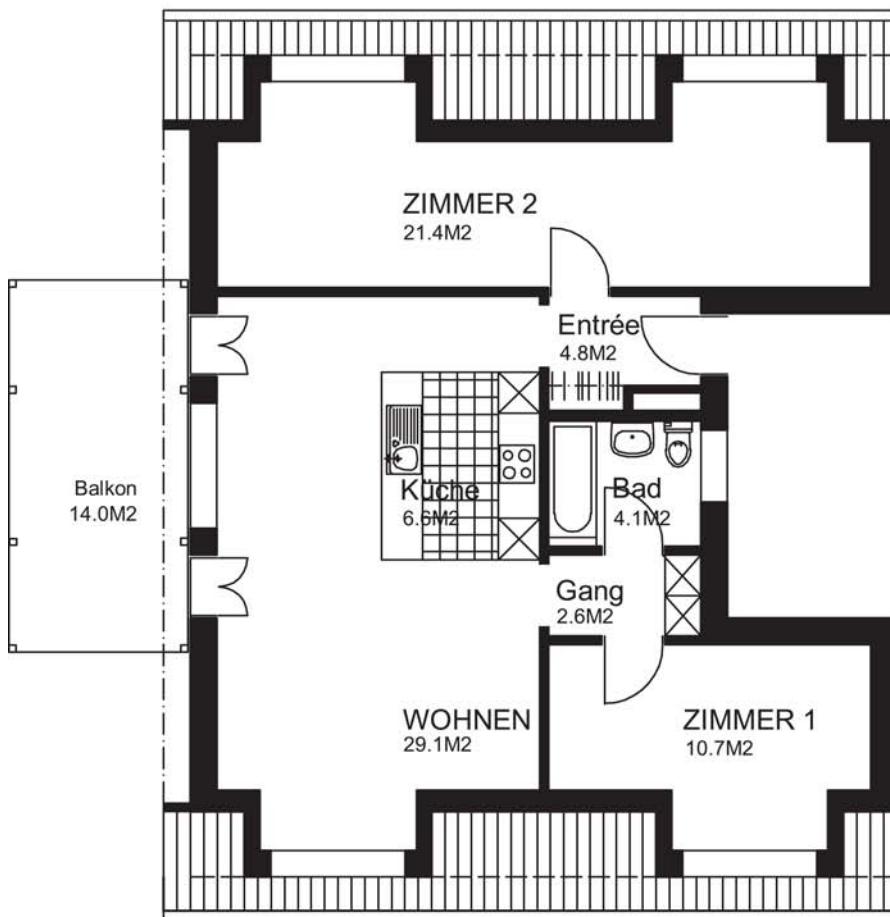 ZIMMER 2
21.4M2
Entrée
4.8M2
Balkon
14.0M2
Küche
6.6M2
Bad
4.1M2
Gang
2.6M2
WOHNEN
29.1M2
ZIMMER 1
10.7M2